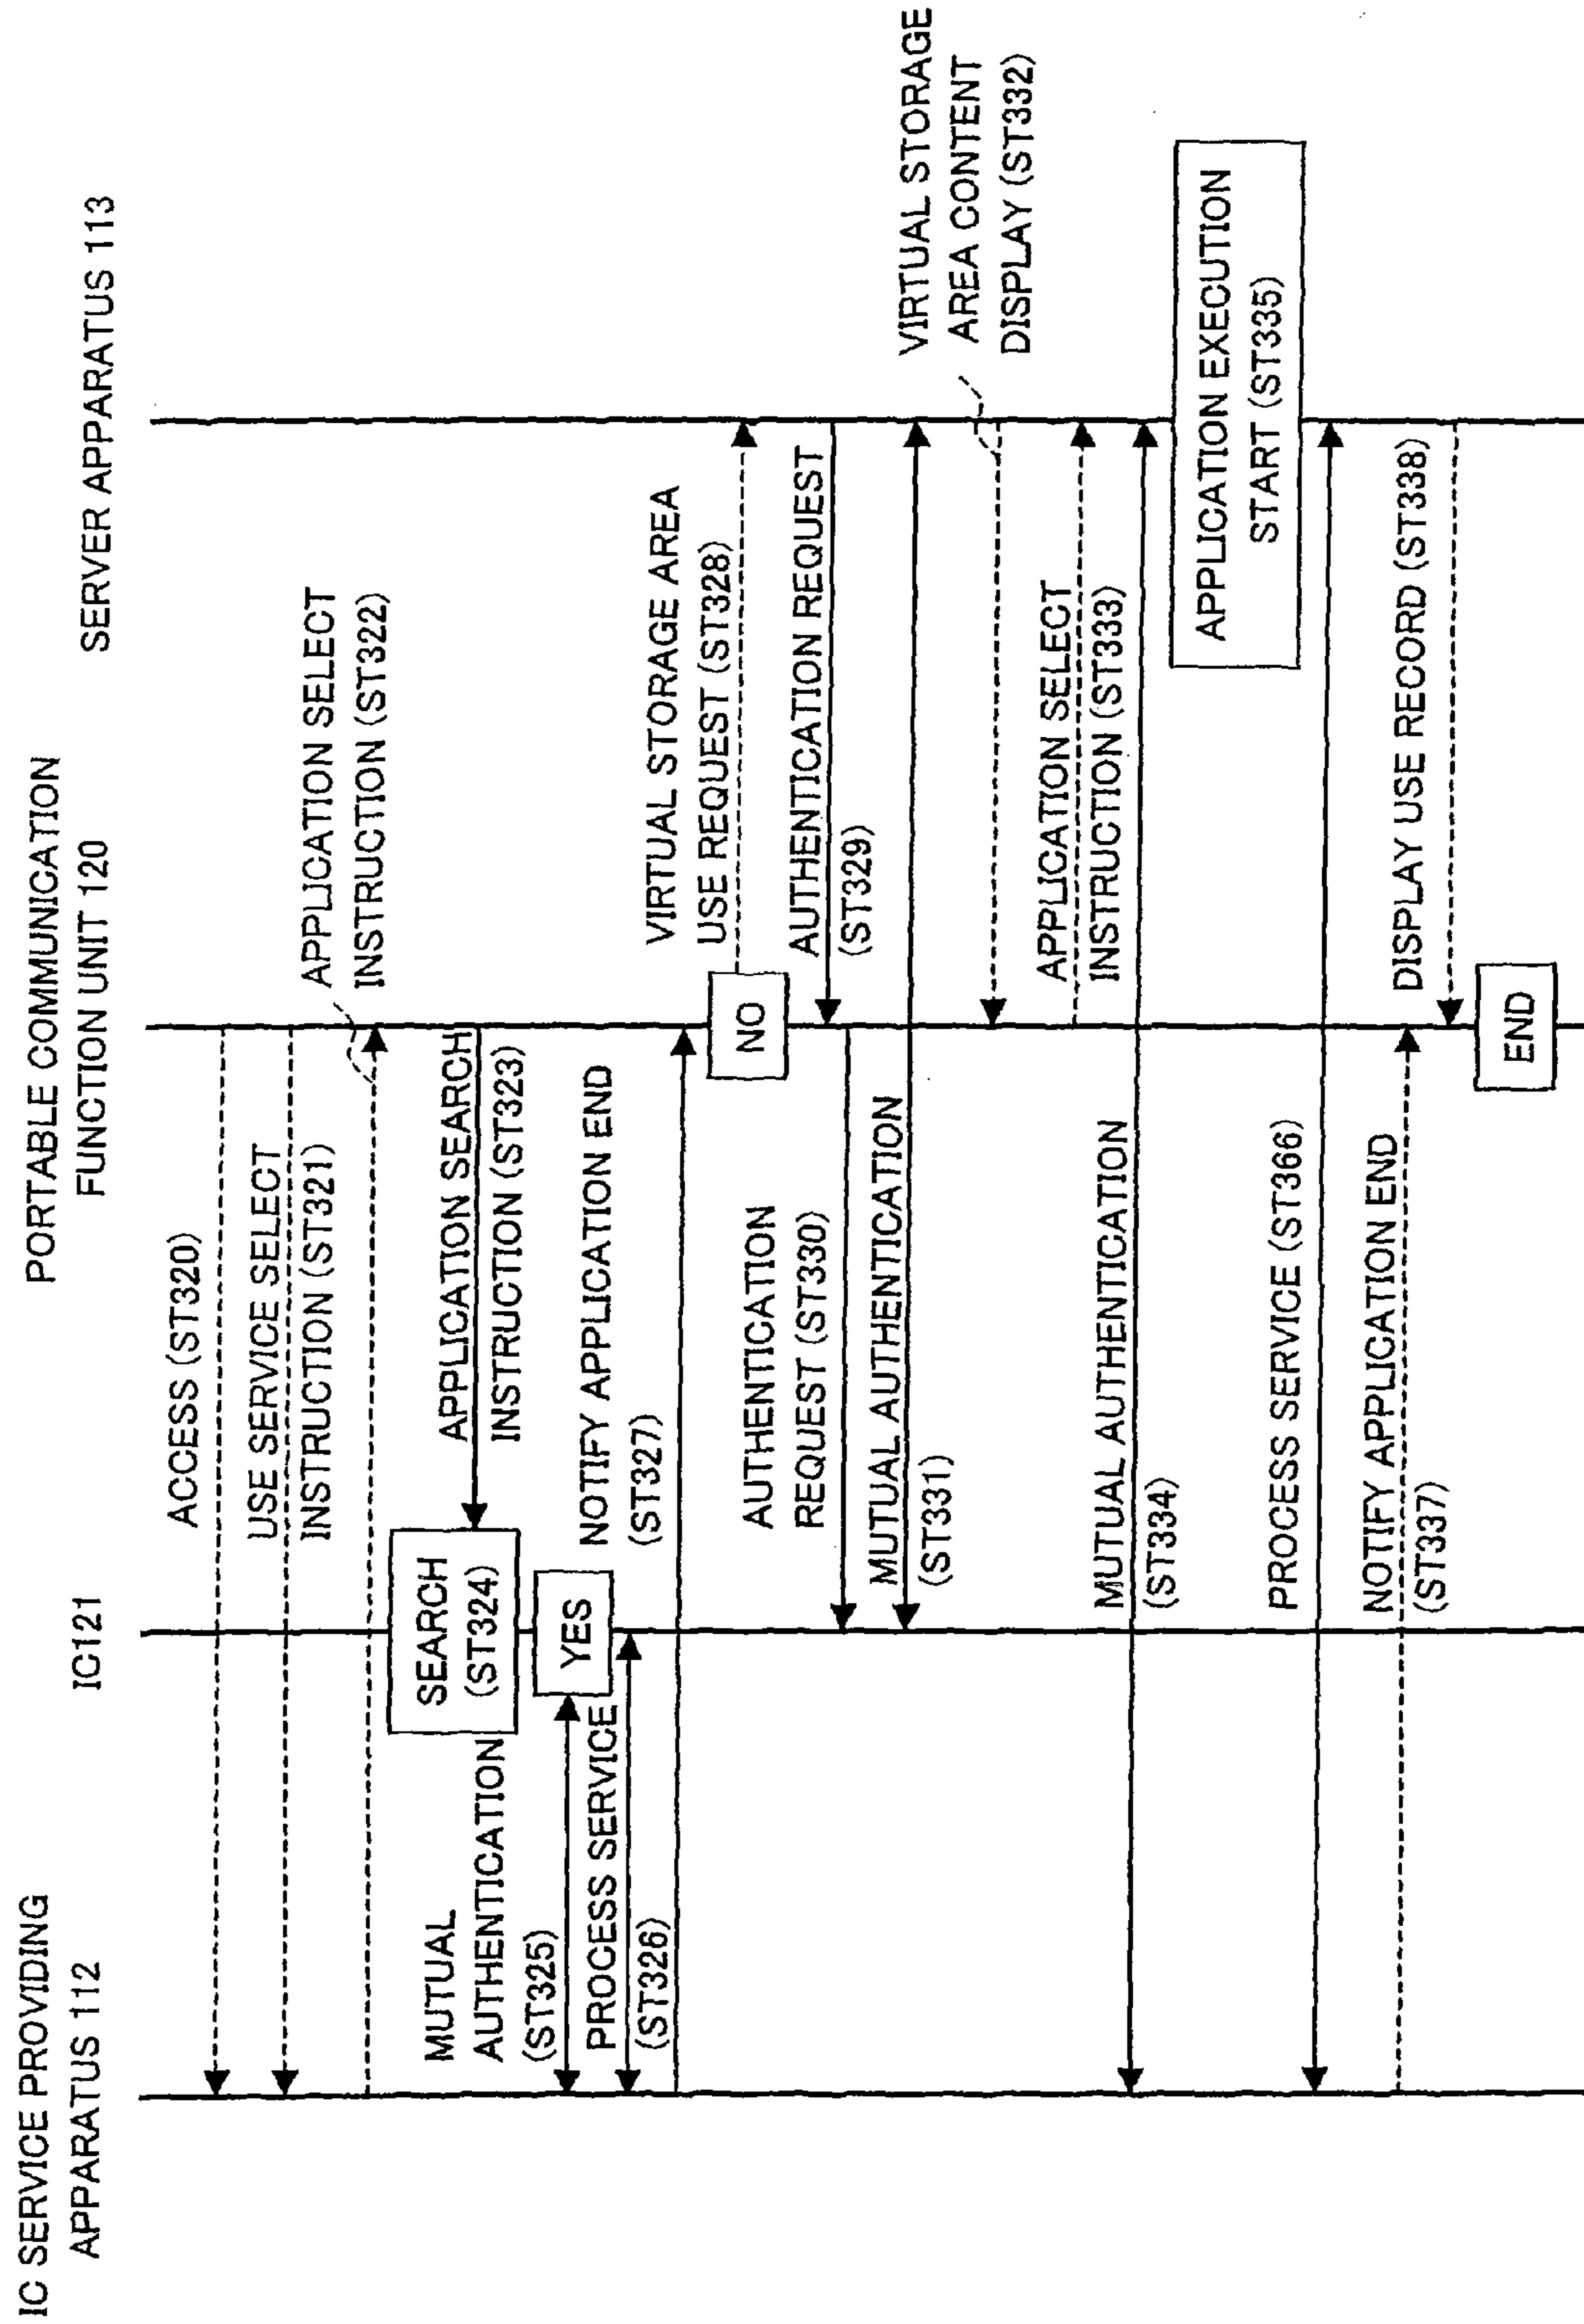 IC SERVICE PROVIDING
APPARATUS 112
IC121
PORTABLE COMMUNICATION
FUNCTION UNIT 120
SERVER APPARATUS 113
ACCESS (ST320)
USE SERVICE SELECT
INSTRUCTION (ST321)
APPLICATION SELECT
INSTRUCTION (ST322)
APPLICATION SEARCH
INSTRUCTION (ST323)
SEARCH
(ST324)
MUTUAL
AUTHENTICATION
(ST325)
YES
PROCESS SERVICE
(ST326)
NOTIFY APPLICATION END
(ST327)
NO
VIRTUAL STORAGE AREA
USE REQUEST (ST328)
AUTHENTICATION REQUEST
(ST329)
AUTHENTICATION
REQUEST (ST330)
MUTUAL AUTHENTICATION
(ST331)
VIRTUAL STORAGE
AREA CONTENT
DISPLAY (ST332)
APPLICATION SELECT
INSTRUCTION (ST333)
MUTUAL AUTHENTICATION
(ST334)
APPLICATION EXECUTION
START (ST335)
PROCESS SERVICE (ST366)
NOTIFY APPLICATION END
(ST337)
DISPLAY USE RECORD (ST338)
END